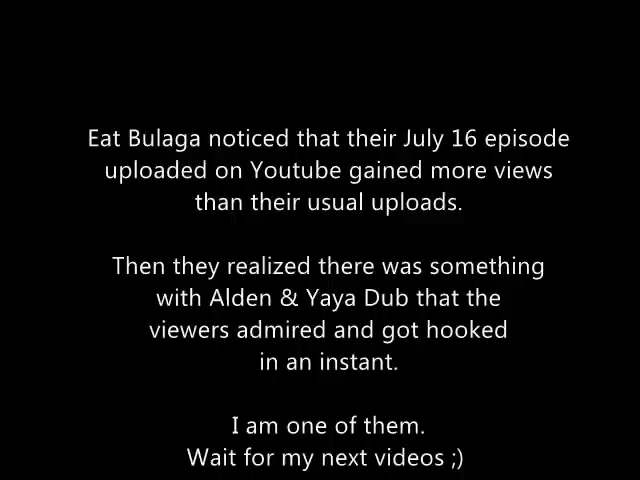 Eat Bulaga noticed that their July 16 episode
uploaded on Youtube gained more views
than their usual uploads.
Then they realized there was something
with Alden & Yaya Dub that the
viewers admired and got hooked
in an instant.
I am one of them.
Wait for my next videos ;)